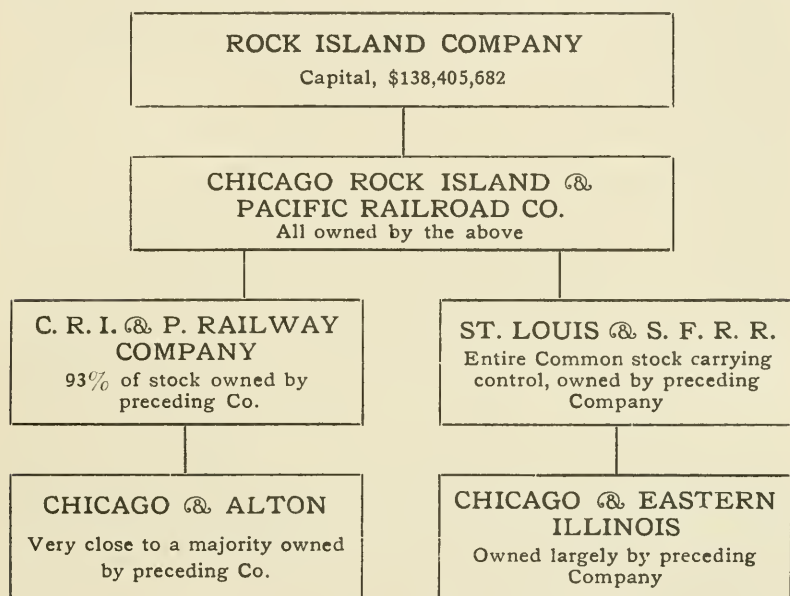 ROCK ISLAND COMPANY
Capital, $138,405,682
CHICAGO ROCK ISLAND &
PACIFIC RAILROAD CO.
All owned by the above
C. R. I. & P. RAILWAY
COMPANY
93% of stock owned by
preceding Co.
ST. LOUIS & S. F. R. R.
Entire Common stock carrying
control, owned by preceding
Company
CHICAGO & ALTON
Very close to a majority owned
by preceding Co.
CHICAGO & EASTERN
ILLINOIS
Owned largely by preceding
Company